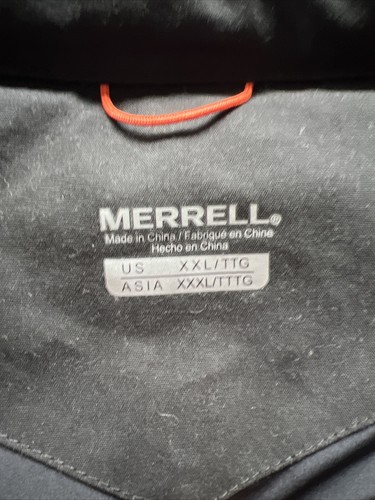 MERRELL®
Made in China / Fabriqué en Chine
Hecho en China
US XXL/TTG
ASIA XXXL/TTTG